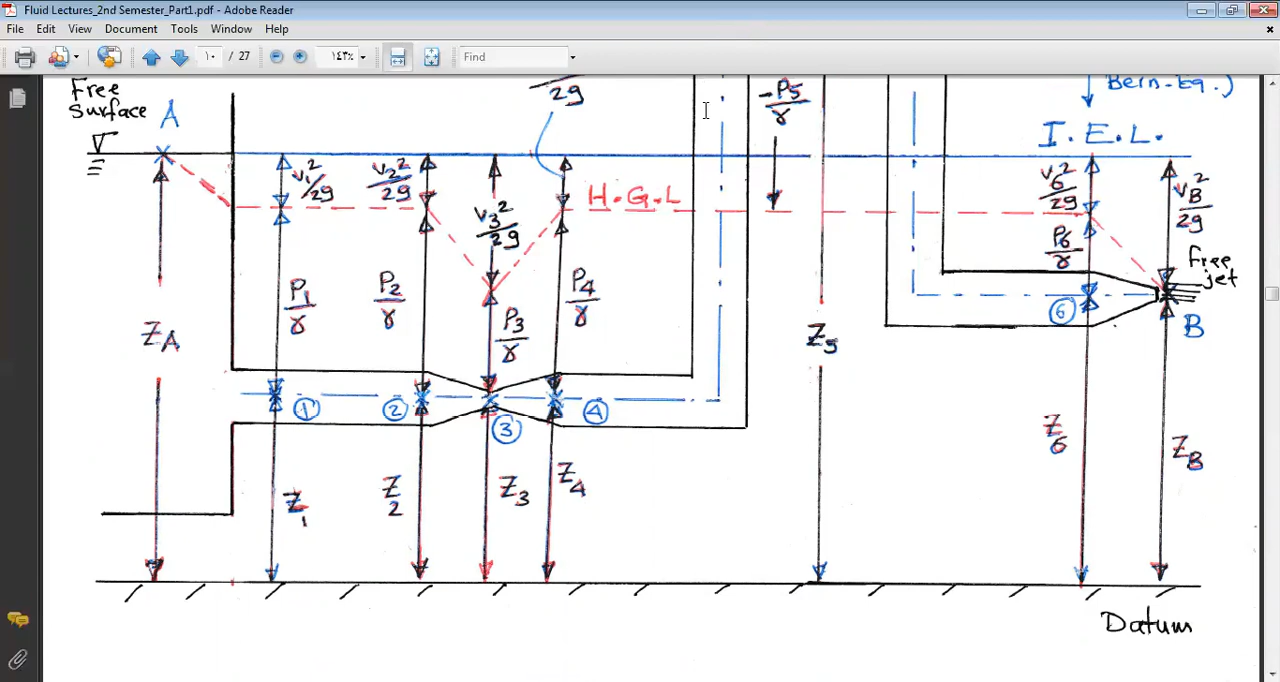 Fluid Lectures_2nd Semester_Part1.pdf - Adobe Reader
File Edit View Document Tools Window Help
١٠ / 27 ١٤٣% Find
Free
Surface
A
2g
-P5/γ
Bern-Eq.)
I.E.L.
V1²/2g
V2²/2g
V3²/2g
H.G.L
V6²/2g
VB²/2g
P1/γ
P2/γ
P3/γ
P4/γ
P6/γ
Free
jet
ZA
Z5
B
① ② ③ ④ ⑥
Z1
Z2
Z3
Z4
Z6
ZB
Datum